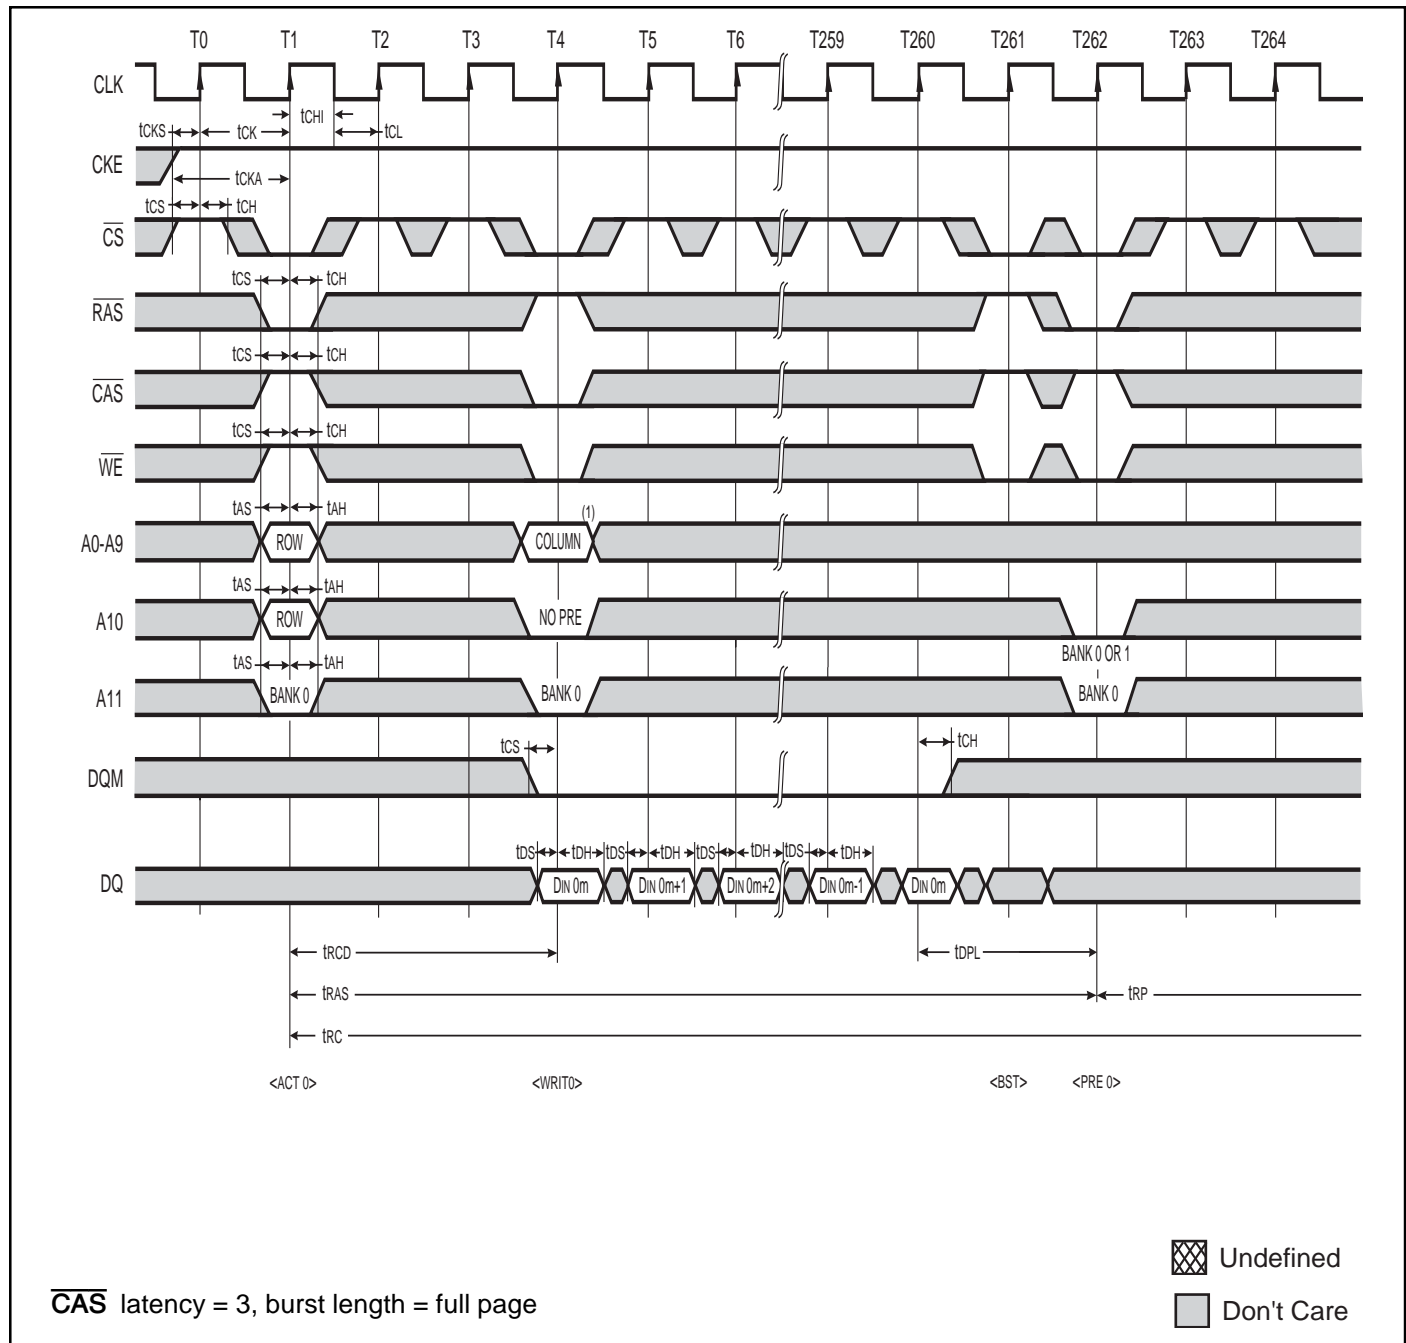 T0 T1 T2 T3 T4 T5 T6 T259 T260 T261 T262 T263 T264
CLK
tCHI
tCKS tCK tCL
CKE
tCKA
tCS tCH
CS
tCS tCH
RAS
tCS tCH
CAS
tCS tCH
WE
tAS tAH (1)
A0-A9 ROW COLUMN
tAS tAH
A10 ROW NO PRE
BANK 0 OR 1
tAS tAH
A11 BANK 0 BANK 0 BANK 0
tCS tCH
DQM
tDS tDH tDS tDH tDS tDH tDS tDH
DQ DIN 0m DIN 0m+1 DIN 0m+2 DIN 0m-1 DIN 0m
tRCD tDPL
tRAS tRP
tRC
<ACT 0> <WRIT0> <BST> <PRE 0>
Undefined
CAS latency = 3, burst length = full page
Don't Care